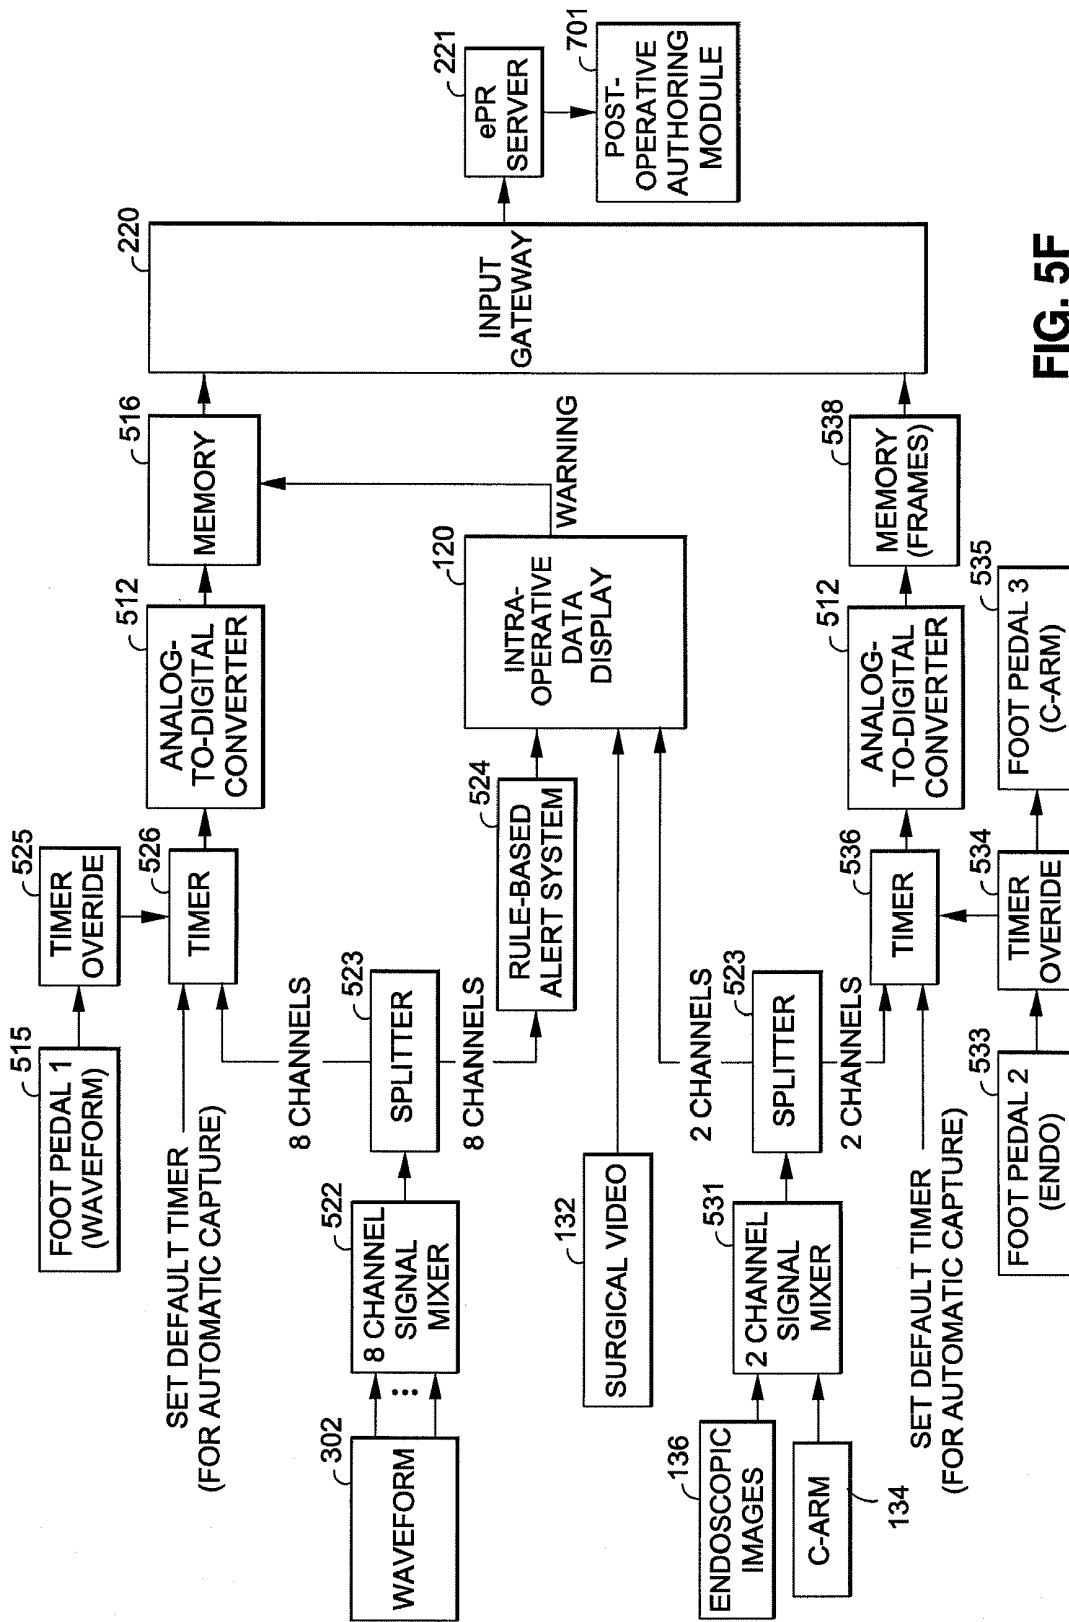 515
FOOT PEDAL 1
(WAVEFORM)
525
TIMER
OVERIDE
SET DEFAULT TIMER
(FOR AUTOMATIC CAPTURE)
526
TIMER
512
ANALOG-
TO-DIGITAL
CONVERTER
516
MEMORY
220
INPUT
GATEWAY
221
ePR
SERVER
701
POST-
OPERATIVE
AUTHORING
MODULE
302
WAVEFORM
522
8 CHANNEL
SIGNAL
MIXER
8 CHANNELS
523
SPLITTER
8 CHANNELS
524
RULE-BASED
ALERT SYSTEM
120
INTRA-
OPERATIVE
DATA
DISPLAY
WARNING
132
SURGICAL VIDEO
136
ENDOSCOPIC
IMAGES
C-ARM
134
531
2 CHANNEL
SIGNAL
MIXER
2 CHANNELS
523
SPLITTER
2 CHANNELS
SET DEFAULT TIMER
(FOR AUTOMATIC CAPTURE)
536
TIMER
512
ANALOG-
TO-DIGITAL
CONVERTER
538
MEMORY
(FRAMES)
533
FOOT PEDAL 2
(ENDO)
534
TIMER
OVERIDE
535
FOOT PEDAL 3
(C-ARM)
FIG. 5F